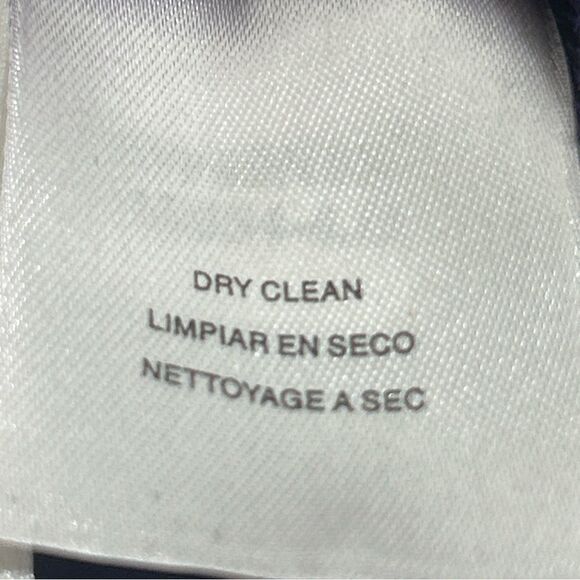 DRY CLEAN
LIMPIAR EN SECO
NETTOYAGE A SEC